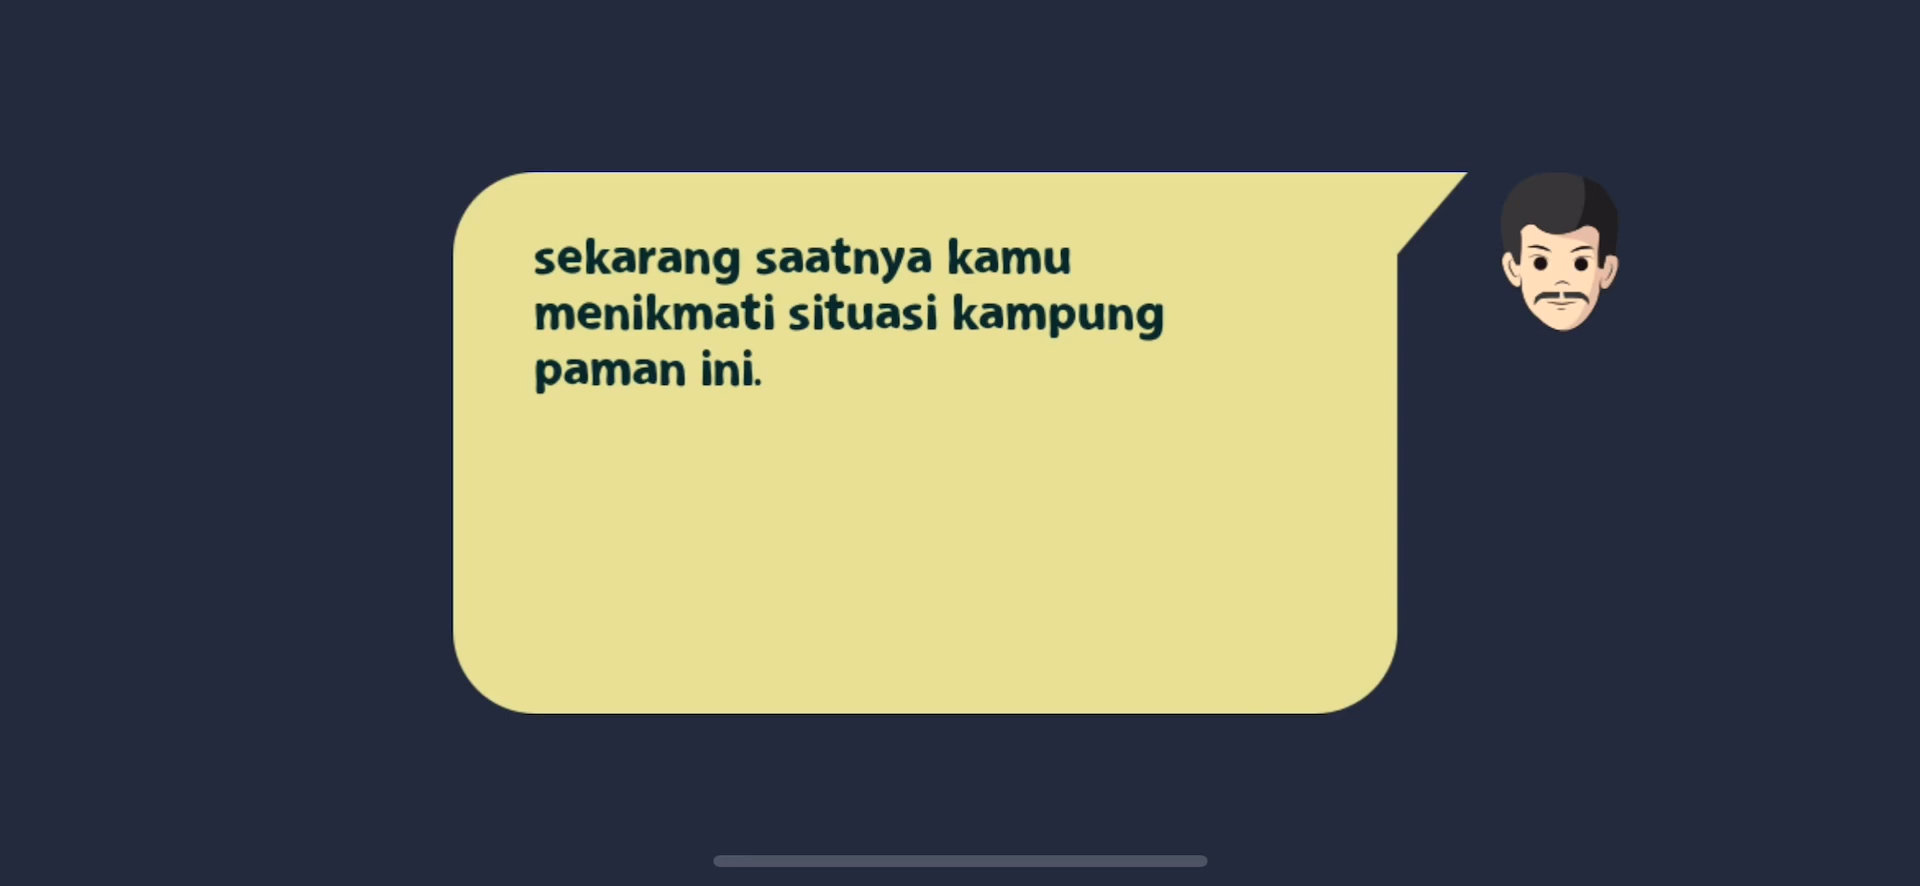 sekarang saatnya kamu
menikmati situasi kampung
paman ini.